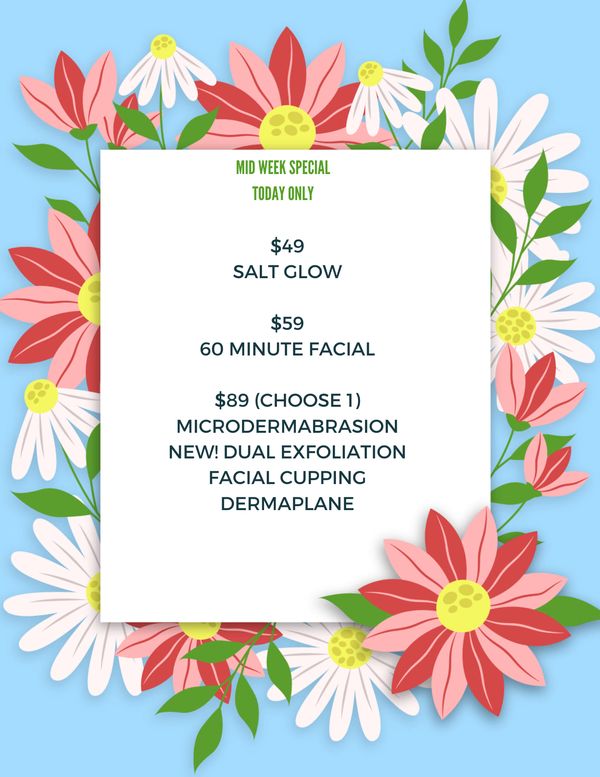 MID WEEK SPECIAL
TODAY ONLY
$49
SALT GLOW
$59
60 MINUTE FACIAL
$89 (CHOOSE 1)
MICRODERMABRASION
NEW! DUAL EXFOLIATION
FACIAL CUPPING
DERMAPLANE